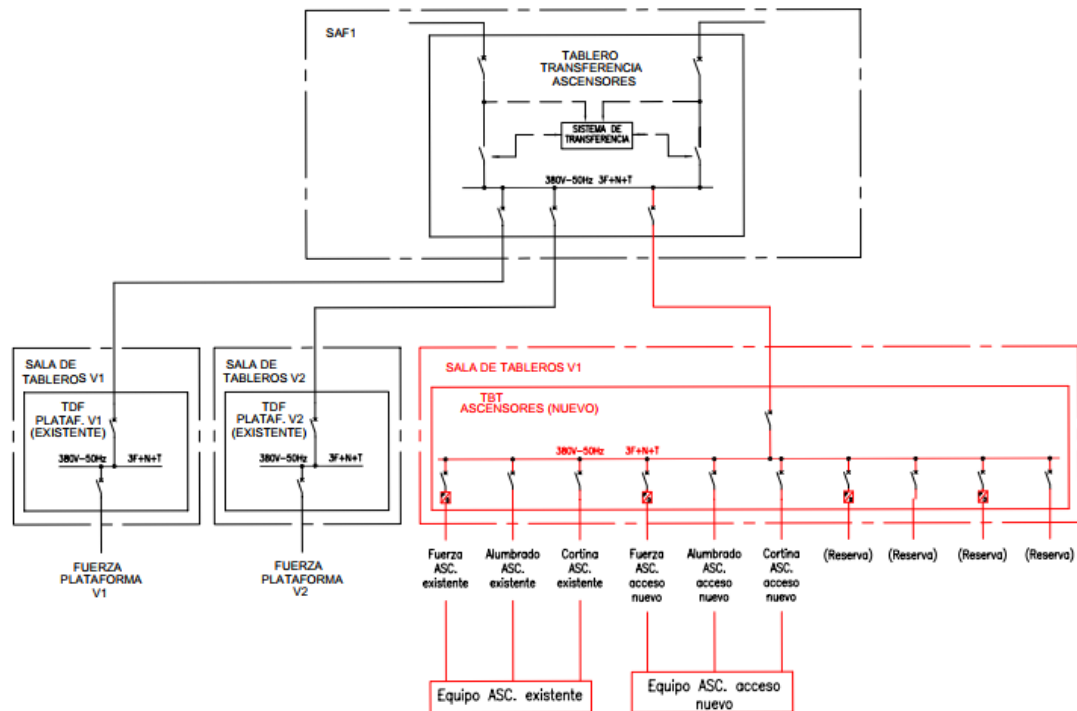 SAF1
TABLERO
TRANSFERENCIA
ASCENSORES
SISTEMA DE
TRANSFERENCIA
380V-50Hz 3F+N+T
SALA DE
TABLEROS V1
TDF
PLATAF. V1
(EXISTENTE)
380V-50Hz 3F+N+T
FUERZA
PLATAFORMA
V1
SALA DE
TABLEROS V2
TDF
PLATAF. V2
(EXISTENTE)
380V-50Hz 3F+N+T
FUERZA
PLATAFORMA
V2
SALA DE TABLEROS V1
TBT
ASCENSORES (NUEVO)
380V-50Hz 3F+N+T
Fuerza
ASC.
existente
Alumbrado
ASC.
existente
Cortina
ASC.
existente
Fuerza
ASC.
acceso
nuevo
Alumbrado
ASC.
acceso
nuevo
Cortina
ASC.
acceso
nuevo
(Reserva)
(Reserva)
(Reserva)
(Reserva)
Equipo ASC. existente
Equipo ASC. acceso
nuevo